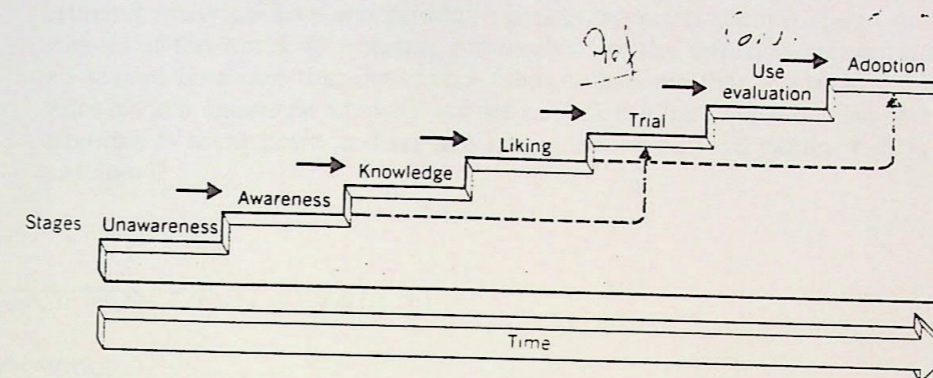 Adoption
Use
evaluation
Trial
Liking
Knowledge
Awareness
Stages
Unawareness
Time